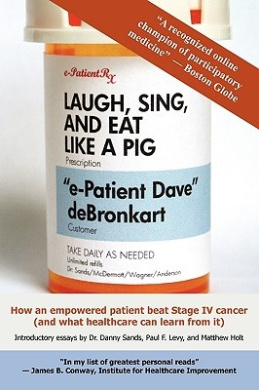 "A recognized online
champion of participatory
medicine" — Boston Globe
e-PatientRx
LAUGH, SING,
AND EAT
LIKE A PIG
Prescription
"e-Patient Dave"
deBronkart
Customer
TAKE DAILY AS NEEDED
Unlimited refills
Dr. Sands/McDermott/Wagner/Anderson
How an empowered patient beat Stage IV cancer
(and what healthcare can learn from it)
Introductory essays by Dr. Danny Sands, Paul F. Levy, and Matthew Holt
"In my list of greatest personal reads"
— James B. Conway, Institute for Healthcare Improvement